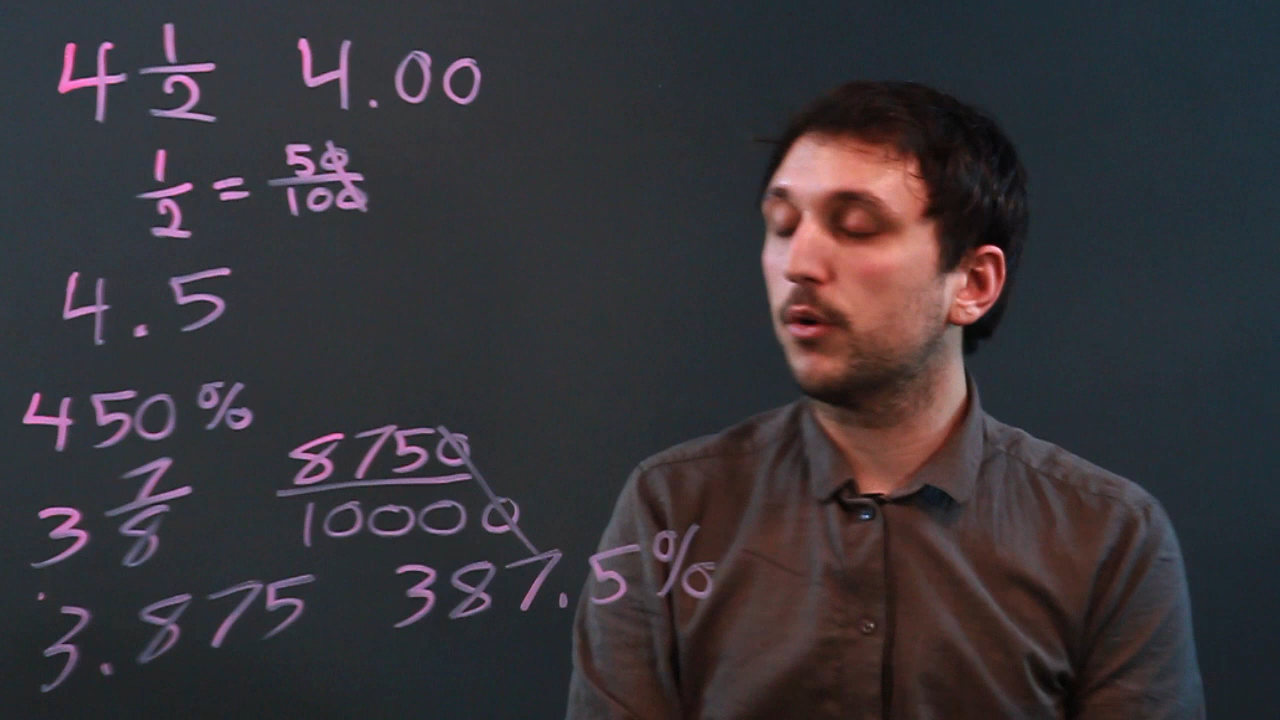 4 1/2 4.00
1/2 = 50/100
4.5
450%
3 7/8 8750/10000
3.875 387.5%